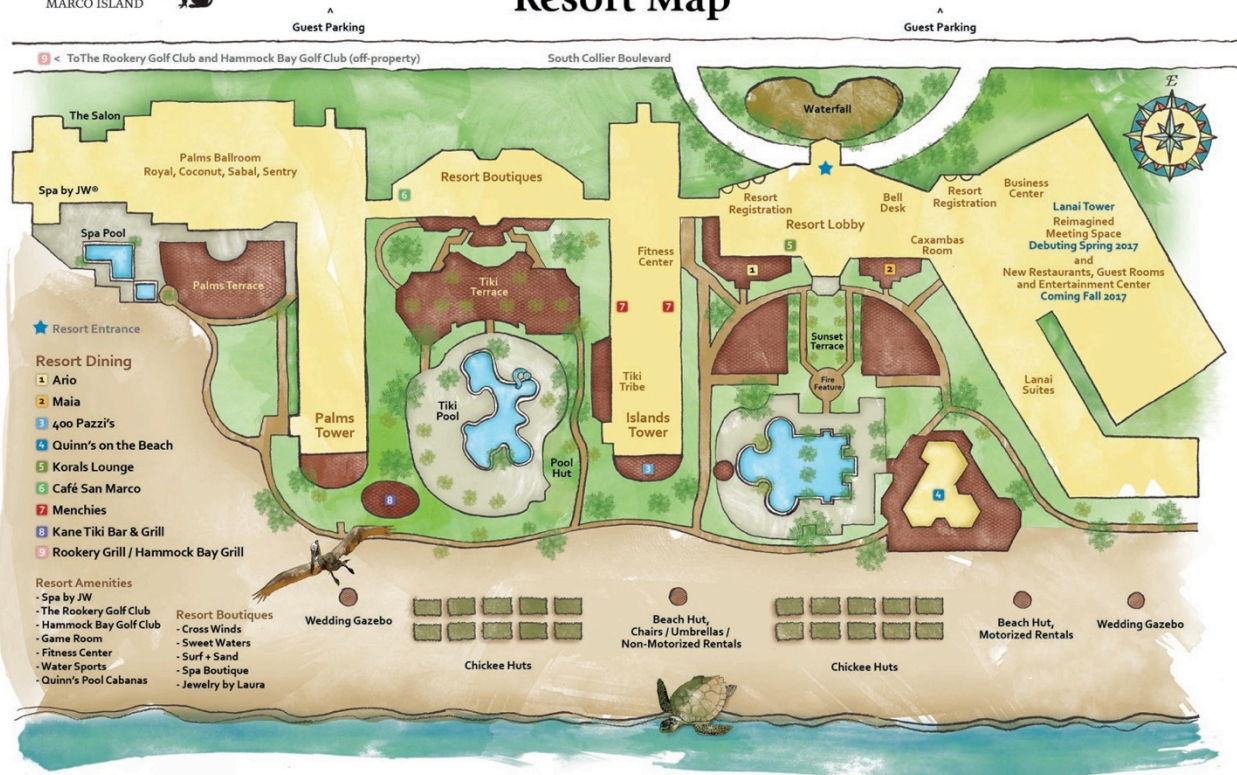 MARCO ISLAND
Resort Map
^
Guest Parking
^
Guest Parking
9 < ToThe Rookery Golf Club and Hammock Bay Golf Club (off-property)
South Collier Boulevard
E
Waterfall
The Salon
Palms Ballroom
Royal, Coconut, Sabal, Sentry
Spa by JW®
Spa Pool
Palms Terrace
6
Resort Boutiques
Tiki
Terrace
Fitness
Center
7
7
Resort
Registration
Resort Lobby
5
Bell
Desk
Resort
Registration
Business
Center
Caxambas
Room
1
2
Lanai Tower
Reimagined
Meeting Space
Debuting Spring 2017
and
New Restaurants, Guest Rooms
and Entertainment Center
Coming Fall 2017
Sunset
Terrace
Fire
Feature
Lanai
Suites
Tiki
Pool
Pool
Hut
Tiki
Tribe
Palms
Tower
Islands
Tower
3
8
4
Resort Entrance
Resort Dining
1 Ario
2 Maia
3 400 Pazzi's
4 Quinn's on the Beach
5 Korals Lounge
6 Café San Marco
7 Menchies
8 Kane Tiki Bar & Grill
9 Rookery Grill / Hammock Bay Grill
Resort Amenities
- Spa by JW
- The Rookery Golf Club
- Hammock Bay Golf Club
- Game Room
- Fitness Center
- Water Sports
- Quinn's Pool Cabanas
Resort Boutiques
- Cross Winds
- Sweet Waters
- Surf + Sand
- Spa Boutique
- Jewelry by Laura
Wedding Gazebo
Chickee Huts
Beach Hut,
Chairs / Umbrellas /
Non-Motorized Rentals
Chickee Huts
Beach Hut,
Motorized Rentals
Wedding Gazebo